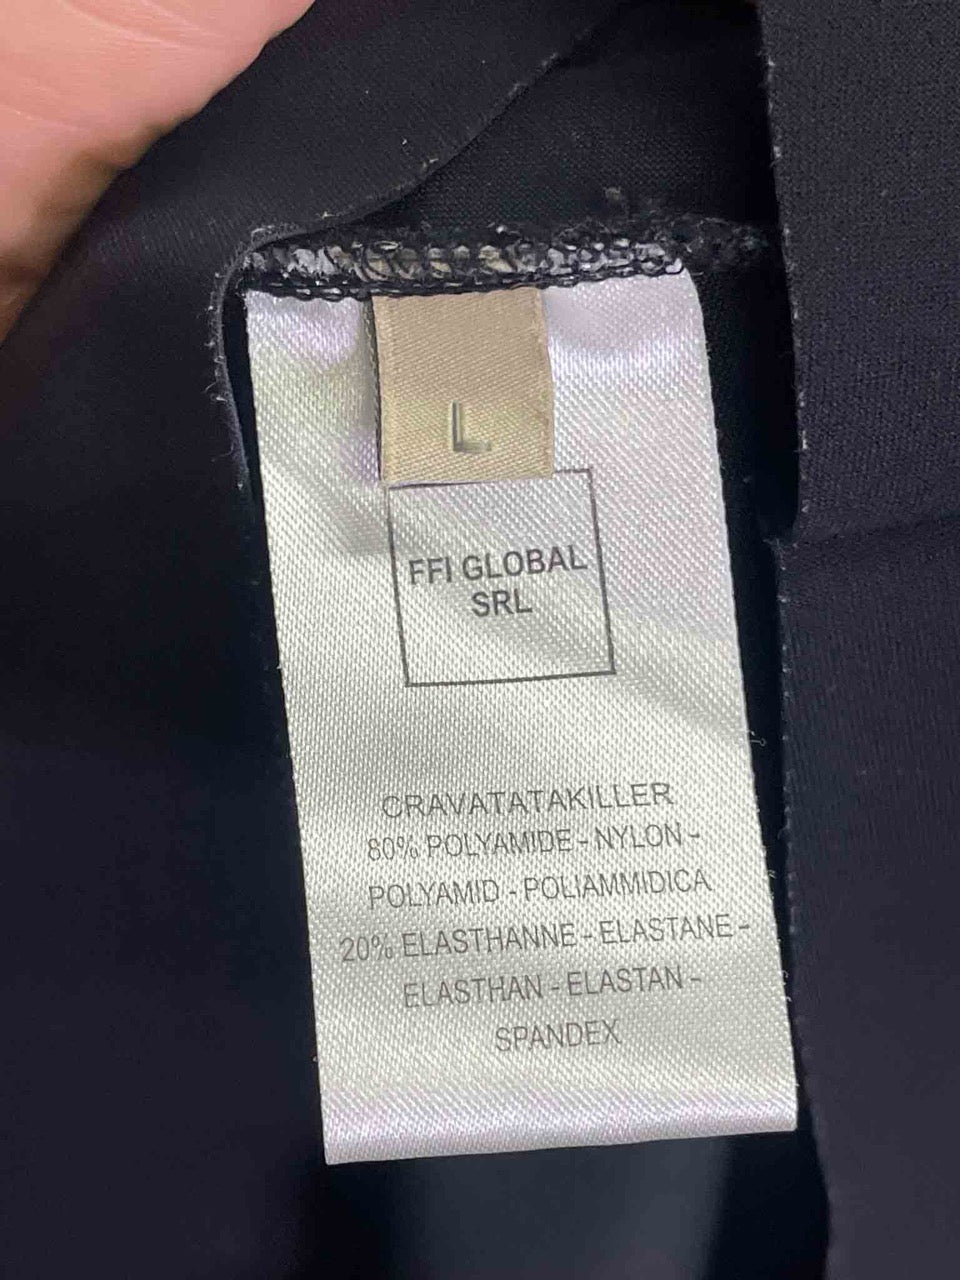 L
FFI GLOBAL
SRL
CRAVATATAKILLER
80% POLYAMIDE - NYLON -
POLYAMID - POLIAMMIDICA
20% ELASTHANNE - ELASTANE -
ELASTHAN - ELASTAN -
SPANDEX